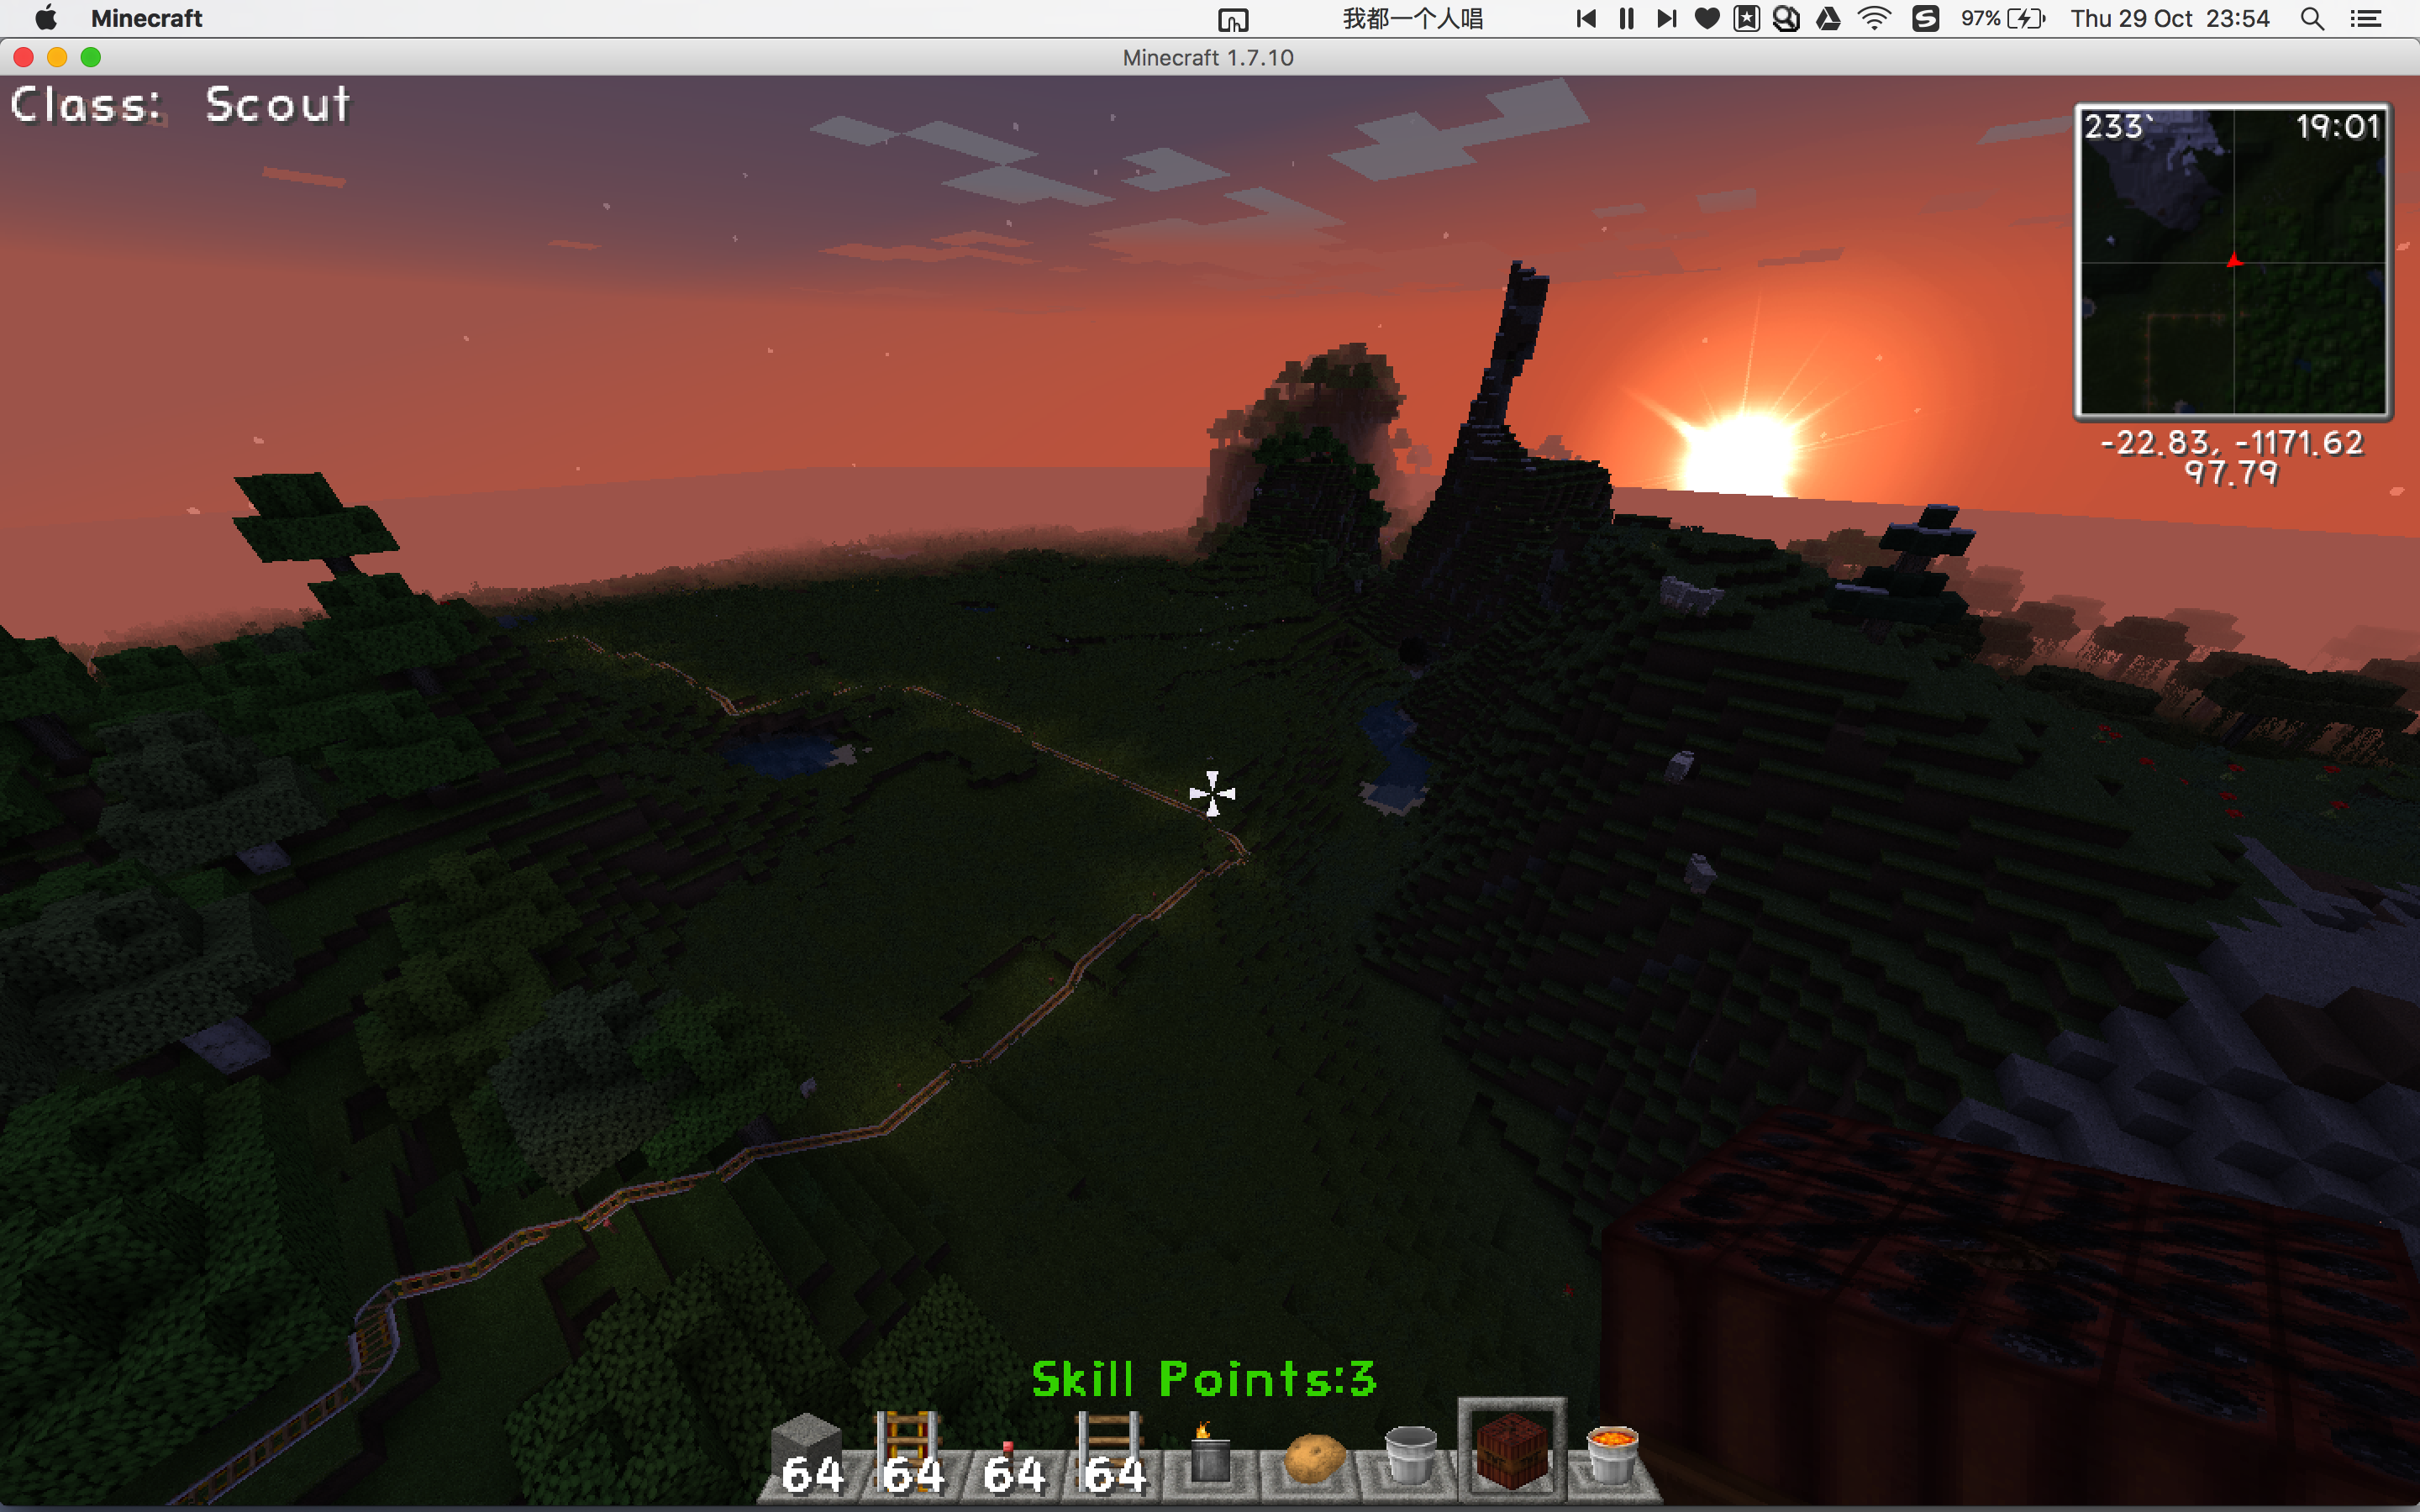 Minecraft
我都一个人唱
97%
Thu 29 Oct 23:54
Minecraft 1.7.10
Class: Scout
233`
19:01
-22.83, -1171.62
97.79
Skill Points:3
64
64
64
64